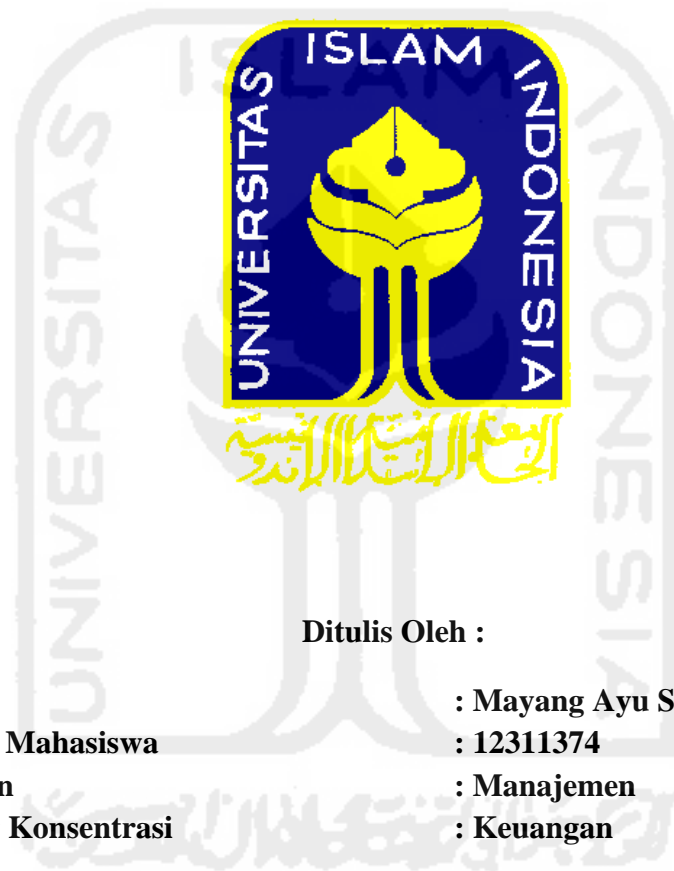 UNIVERSITAS ISLAM INDONESIA
Ditulis Oleh :
: Mayang Ayu S
Mahasiswa : 12311374
n : Manajemen
Konsentrasi : Keuangan